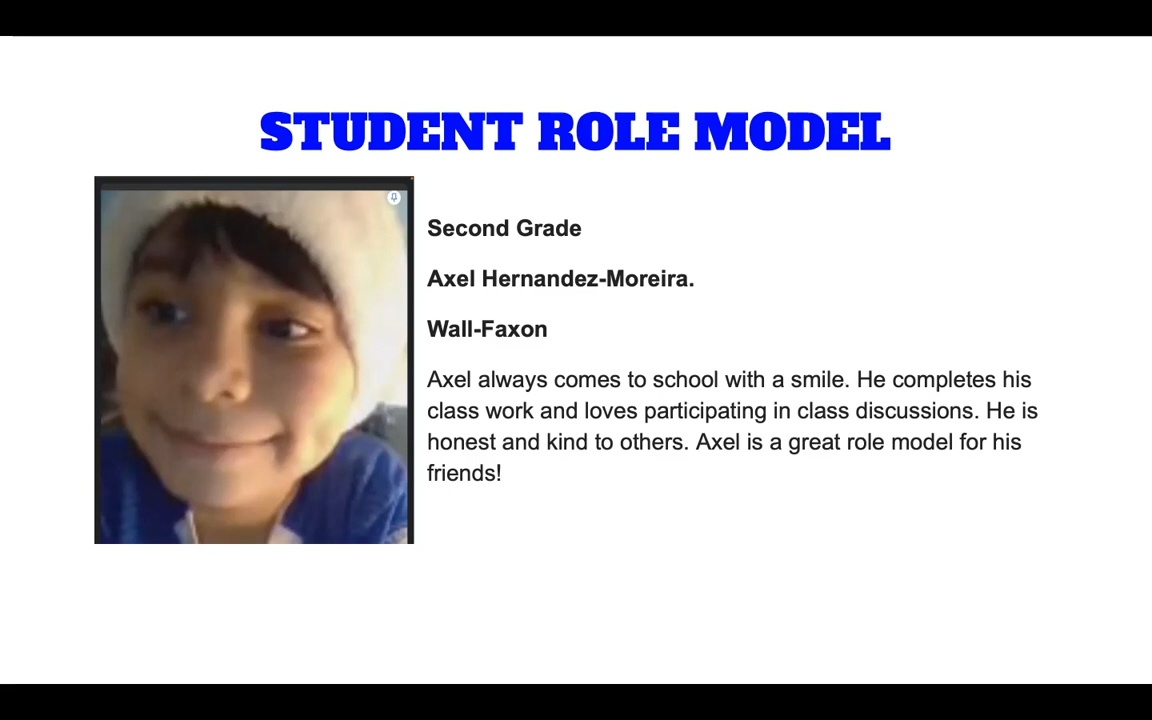 STUDENT ROLE MODEL
Second Grade
Axel Hernandez-Moreira.
Wall-Faxon
Axel always comes to school with a smile. He completes his
class work and loves participating in class discussions. He is
honest and kind to others. Axel is a great role model for his
friends!